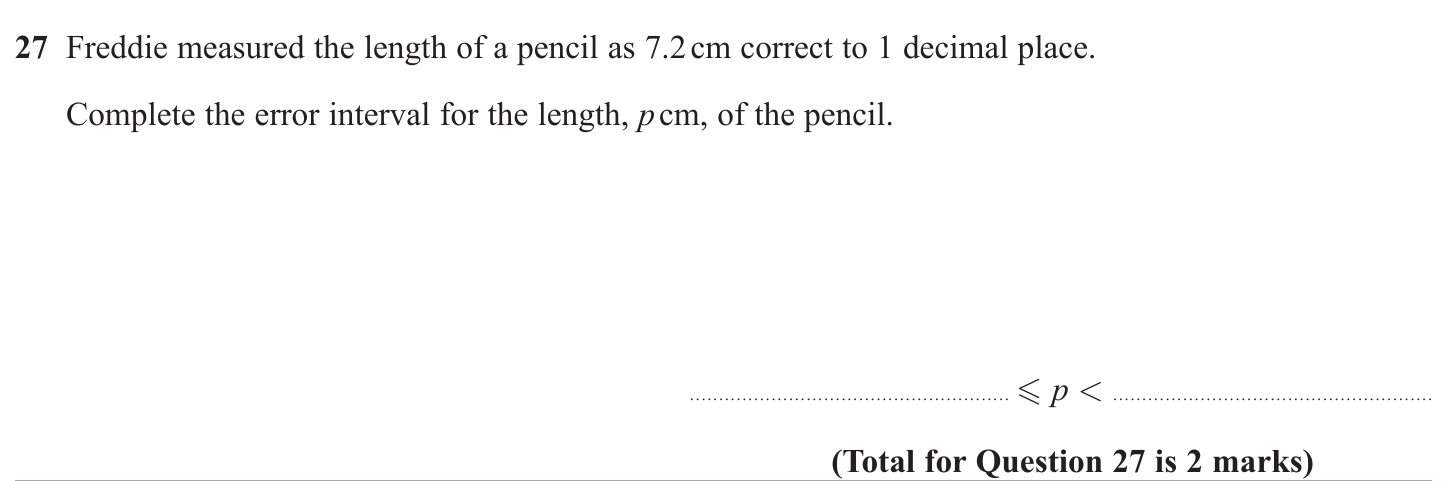 27 Freddie measured the length of a pencil as 7.2 cm correct to 1 decimal place.
Complete the error interval for the length, p cm, of the pencil.
...................................................... ⩽ p < ......................................................
(Total for Question 27 is 2 marks)